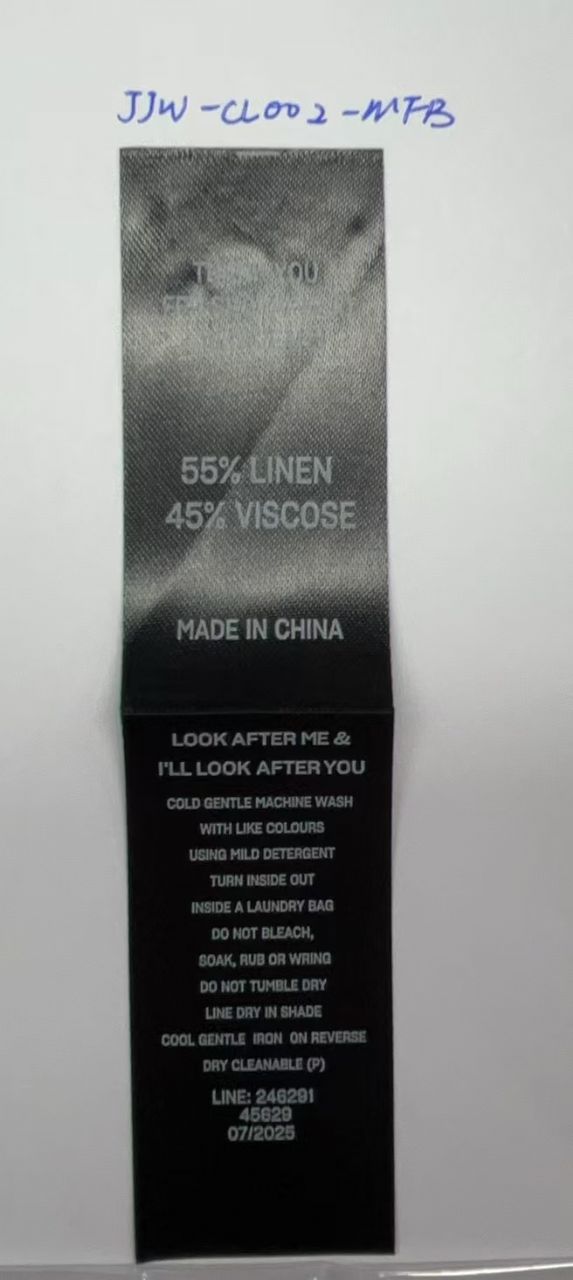 JJW-CL002-MFB
YOU
55% LINEN
45% VISCOSE
MADE IN CHINA
LOOK AFTER ME &
I'LL LOOK AFTER YOU
COLD GENTLE MACHINE WASH
WITH LIKE COLOURS
USING MILD DETERGENT
TURN INSIDE OUT
INSIDE A LAUNDRY BAG
DO NOT BLEACH,
SOAK, RUB OR WRING
DO NOT TUMBLE DRY
LINE DRY IN SHADE
COOL GENTLE IRON ON REVERSE
DRY CLEANABLE (P)
LINE: 246291
45629
07/2025